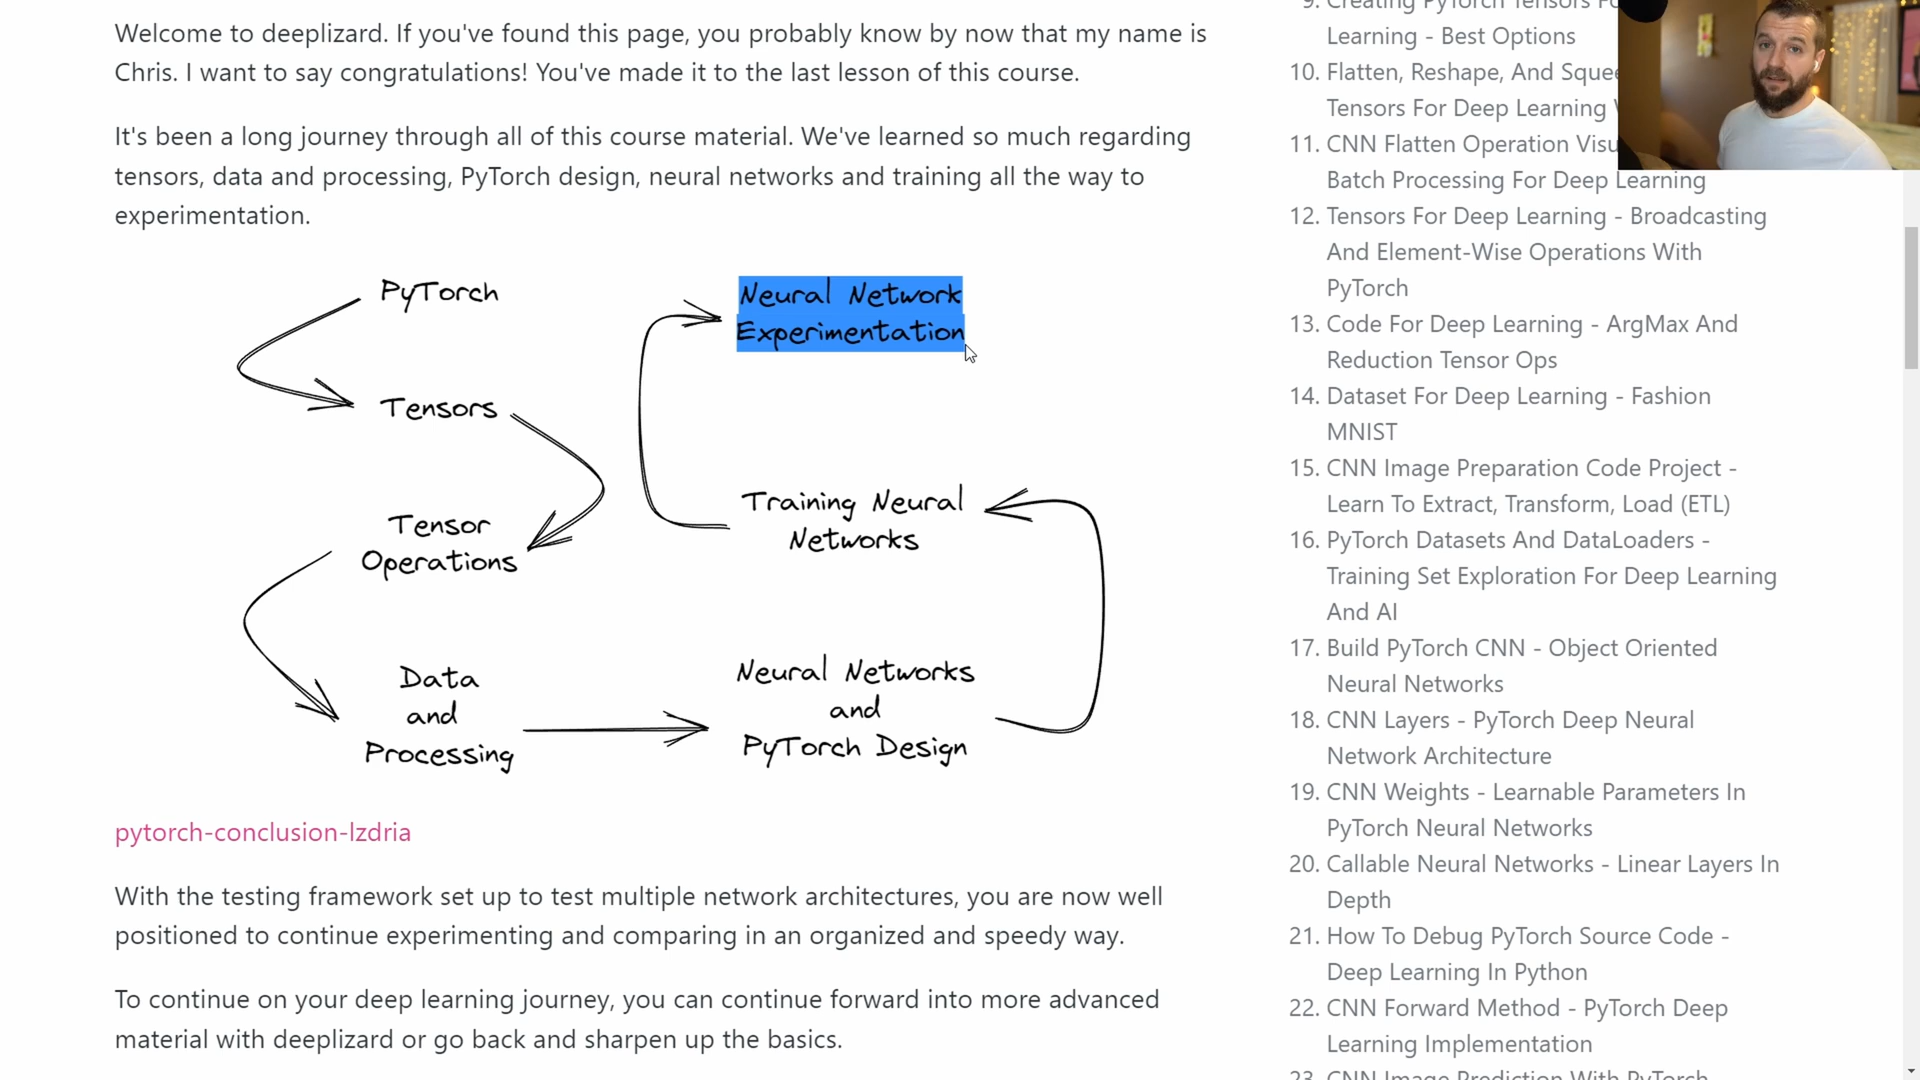 Welcome to deeplizard. If you've found this page, you probably know by now that my name is
Chris. I want to say congratulations! You've made it to the last lesson of this course.
It's been a long journey through all of this course material. We've learned so much regarding
tensors, data and processing, PyTorch design, neural networks and training all the way to
experimentation.
PyTorch
Tensors
Tensor
Operations
Data
and
Processing
Neural Networks
and
PyTorch Design
Training Neural
Networks
Neural Network
Experimentation
pytorch-conclusion-lzdria
With the testing framework set up to test multiple network architectures, you are now well
positioned to continue experimenting and comparing in an organized and speedy way.
To continue on your deep learning journey, you can continue forward into more advanced
material with deeplizard or go back and sharpen up the basics.
9. Creating PyTorch Tensors
Learning - Best Options
10. Flatten, Reshape, And
Tensors For Deep Learning
11. CNN Flatten Operation
Batch Processing For Deep Learning
12. Tensors For Deep Learning - Broadcasting
And Element-Wise Operations With
PyTorch
13. Code For Deep Learning - ArgMax And
Reduction Tensor Ops
14. Dataset For Deep Learning - Fashion
MNIST
15. CNN Image Preparation Code Project -
Learn To Extract, Transform, Load (ETL)
16. PyTorch Datasets And DataLoaders -
Training Set Exploration For Deep Learning
And AI
17. Build PyTorch CNN - Object Oriented
Neural Networks
18. CNN Layers - PyTorch Deep Neural
Network Architecture
19. CNN Weights - Learnable Parameters In
PyTorch Neural Networks
20. Callable Neural Networks - Linear Layers In
Depth
21. How To Debug PyTorch Source Code -
Deep Learning In Python
22. CNN Forward Method - PyTorch Deep
Learning Implementation
23. CNN Image Prediction With PyTorch